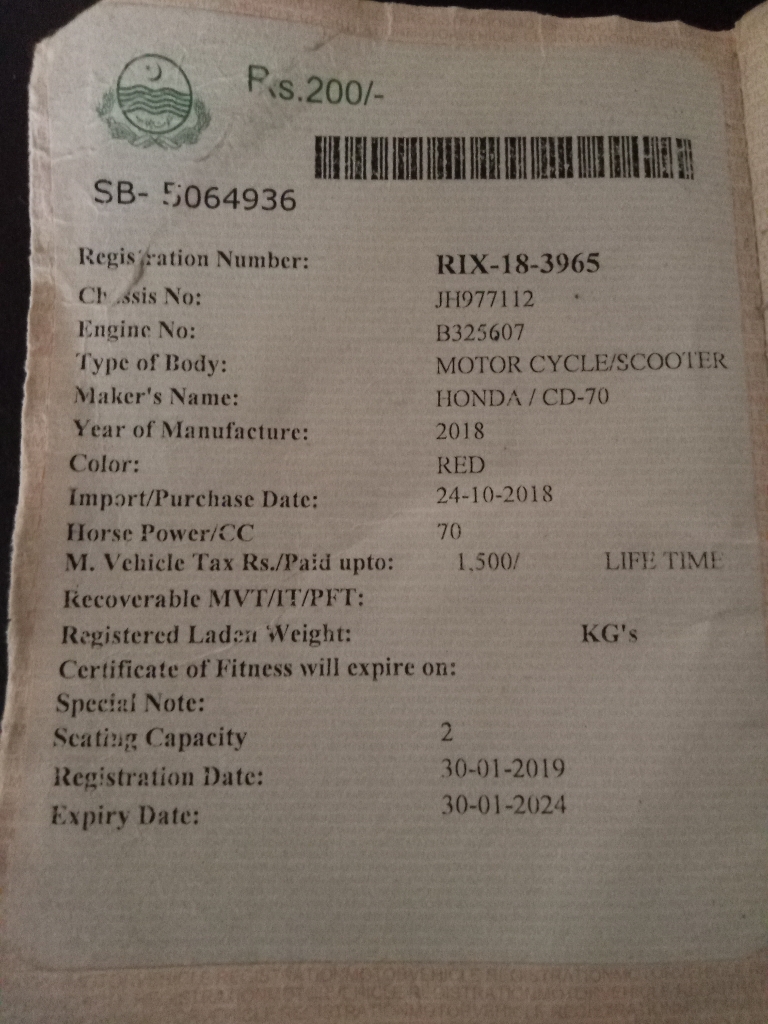 Rs.200/-
SB- 5064936
Registration Number: RIX-18-3965
Chassis No: JH977112
Engine No: B325607
Type of Body: MOTOR CYCLE/SCOOTER
Maker's Name: HONDA / CD-70
Year of Manufacture: 2018
Color: RED
Import/Purchase Date: 24-10-2018
Horse Power/CC 70
M. Vehicle Tax Rs./Paid upto: 1,500/ LIFE TIME
Recoverable MVT/IT/PFT:
Registered Laden Weight: KG's
Certificate of Fitness will expire on:
Special Note:
Seating Capacity 2
Registration Date: 30-01-2019
Expiry Date: 30-01-2024